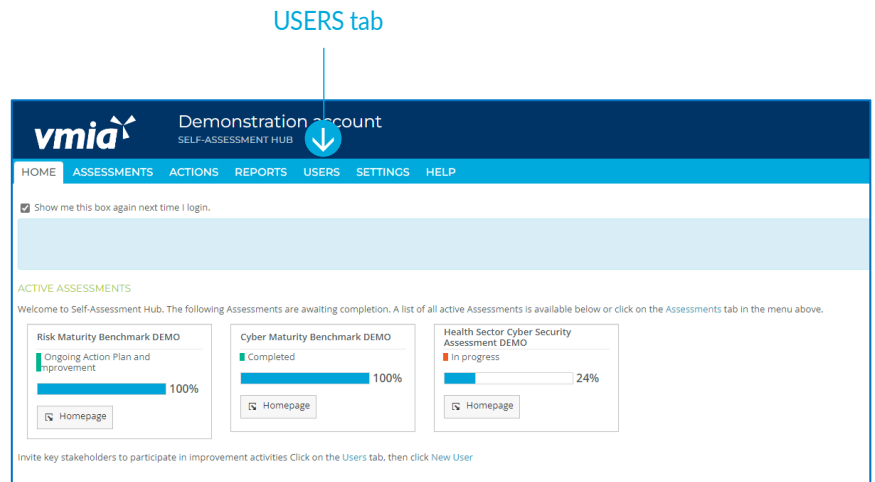 USERS tab
vmia
Demonstration account
SELF-ASSESSMENT HUB
HOME ASSESSMENTS ACTIONS REPORTS USERS SETTINGS HELP
Show me this box again next time I login.
ACTIVE ASSESSMENTS
Welcome to Self-Assessment Hub. The following Assessments are awaiting completion. A list of all active Assessments is available below or click on the Assessments tab in the menu above.
Risk Maturity Benchmark DEMO
Ongoing Action Plan and
mprovement
100%
Homepage
Cyber Maturity Benchmark DEMO
Completed
100%
Homepage
Health Sector Cyber Security
Assessment DEMO
In progress
24%
Homepage
Invite key stakeholders to participate in improvement activities Click on the Users tab, then click New User